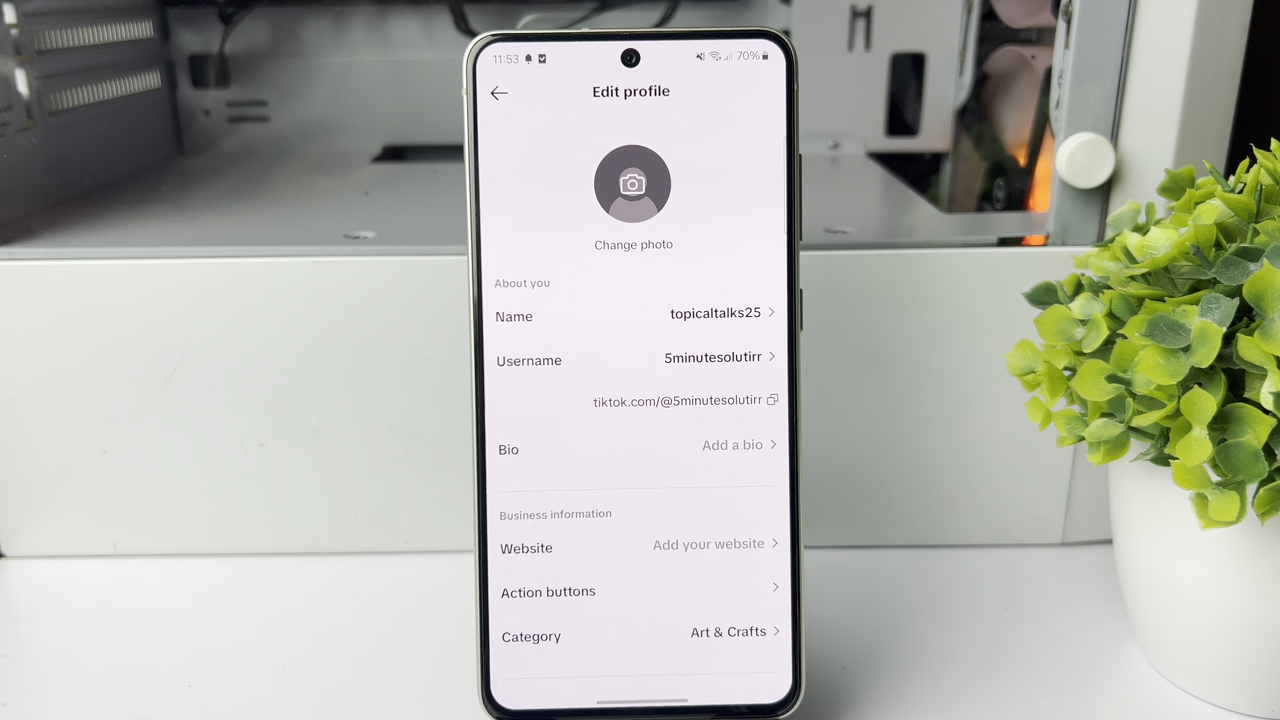 11:53 70%
Edit profile
Change photo
About you
Name topicaltalks25
Username 5minutesolutirr
tiktok.com/@5minutesolutirr
Bio Add a bio
Business information
Website Add your website
Action buttons
Category Art & Crafts